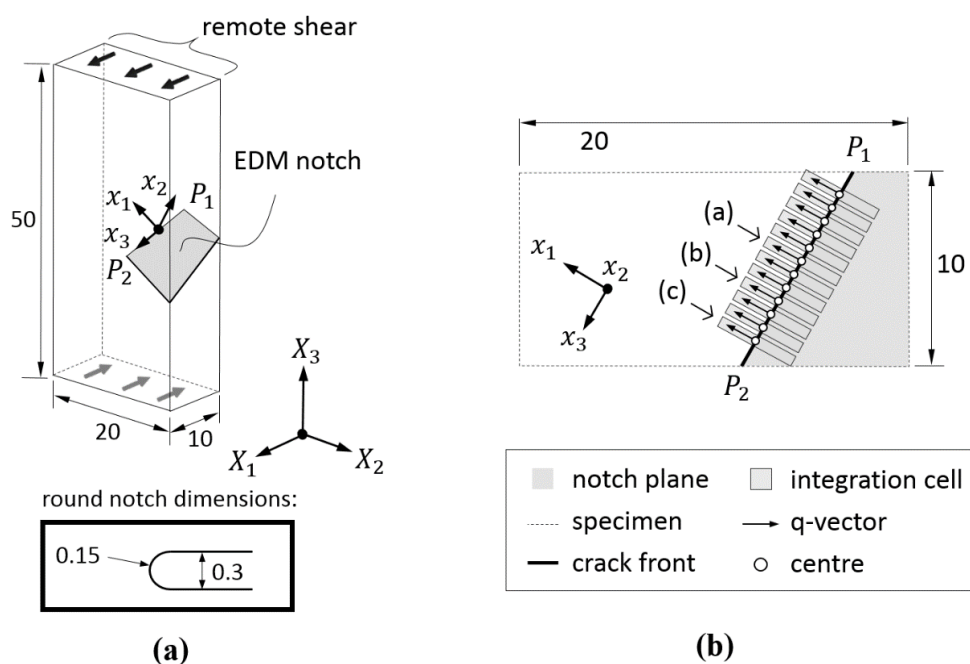 remote shear
EDM notch
x₁
x₂
P₁
x₃
P₂
50
20
10
X₃
X₁
X₂
round notch dimensions:
0.15
0.3
(a)
20
P₁
(a)
(b)
(c)
x₁
x₂
x₃
10
P₂
notch plane
integration cell
specimen
q-vector
crack front
centre
(b)